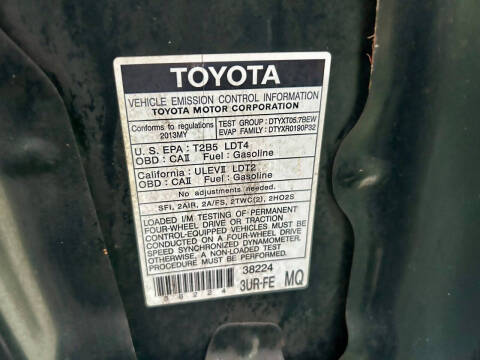 TOYOTA
VEHICLE EMISSION CONTROL INFORMATION
TOYOTA MOTOR CORPORATION
Conforms to regulations
2013MY
TEST GROUP : DTYXT05.7BEW
EVAP FAMILY : DTYXR0190P32
U. S. EPA : T2B5 LDT4
OBD : CAⅡ Fuel : Gasoline
California : ULEVⅡ LDT2
OBD : CAⅡ Fuel : Gasoline
No adjustments needed.
SFI, 2AIR, 2A/FS, 2TWC(2), 2HO2S
LOADED I/M TESTING OF PERMANENT
FOUR-WHEEL DRIVE OR TRACTION
CONTROL-EQUIPPED VEHICLES MUST BE
CONDUCTED ON A FOUR-WHEEL DRIVE
SPEED SYNCHRONIZED DYNAMOMETER,
OTHERWISE, A NON-LOADED TEST
PROCEDURE MUST BE USED.
38224
38224
3UR-FE MQ